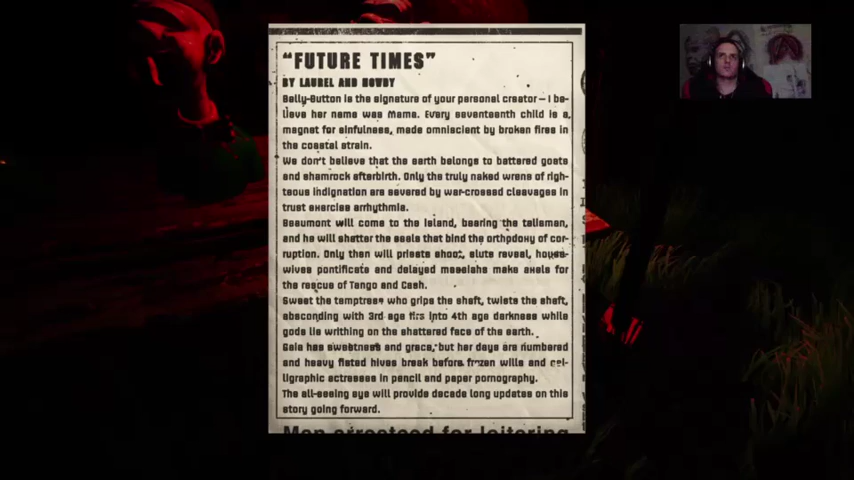 “FUTURE TIMES”
BY LAUREL AND HOWDY
Belly-Button is the signature of your personal creator – I be-
lieve her name was Mama. Every seventeenth child is a
magnet for sinfulness, made omniscient by broken fires in
the coastal strain.
We don't believe that the earth belongs to battered goats
and shamrock afterbirth. Only the truly naked wrens of righ-
teous indignation are severed by war-crossed cleavages in
trust exercise arrhythmia.
Beaumont will come to the island, bearing the talisman,
and he will shatter the seals that bind the orthodoxy of cor-
ruption. Only then will priests shoot, sluts reveal, house-
wives pontificate and delayed messiahs make axels for
the rescue of Tango and Cash.
Sweet the temptress who grips the shaft, twists the shaft,
absconding with 3rd age firs into 4th age darkness while
gods lie writhing on the shattered face of the earth.
Gaia has sweetness and grace, but her days are numbered
and heavy fisted hives break before frozen wills and cal-
ligraphic actresses in pencil and paper pornography.
The all-seeing eye will provide decade long updates on this
story going forward.
Man arrested for loitering